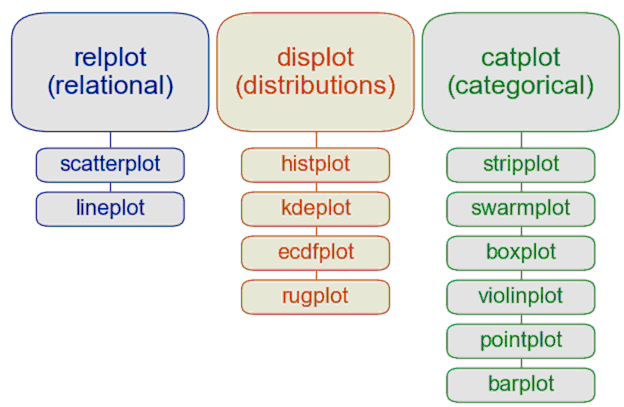 relplot
(relational)
scatterplot
lineplot
displot
(distributions)
histplot
kdeplot
ecdfplot
rugplot
catplot
(categorical)
stripplot
swarmplot
boxplot
violinplot
pointplot
barplot